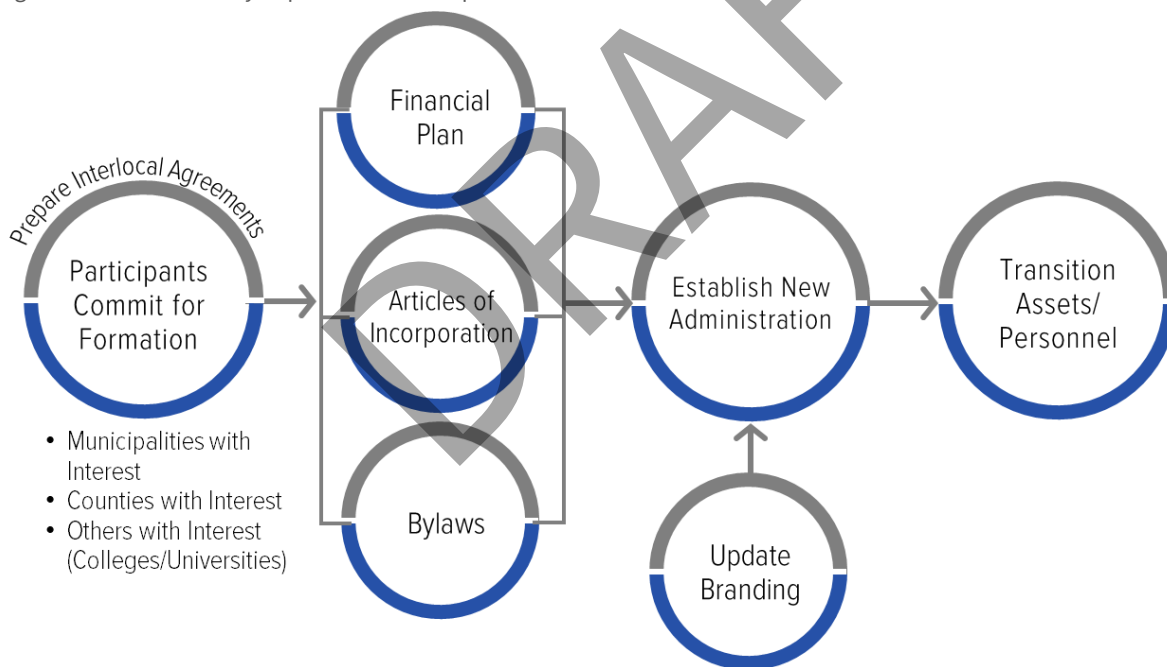 Prepare Interlocal Agreements
Participants
Commit for
Formation
• Municipalities with
Interest
• Counties with Interest
• Others with Interest
(Colleges/Universities)
Financial
Plan
Articles of
Incorporation
Bylaws
Establish New
Administration
Update
Branding
Transition
Assets/
Personnel
DRAF